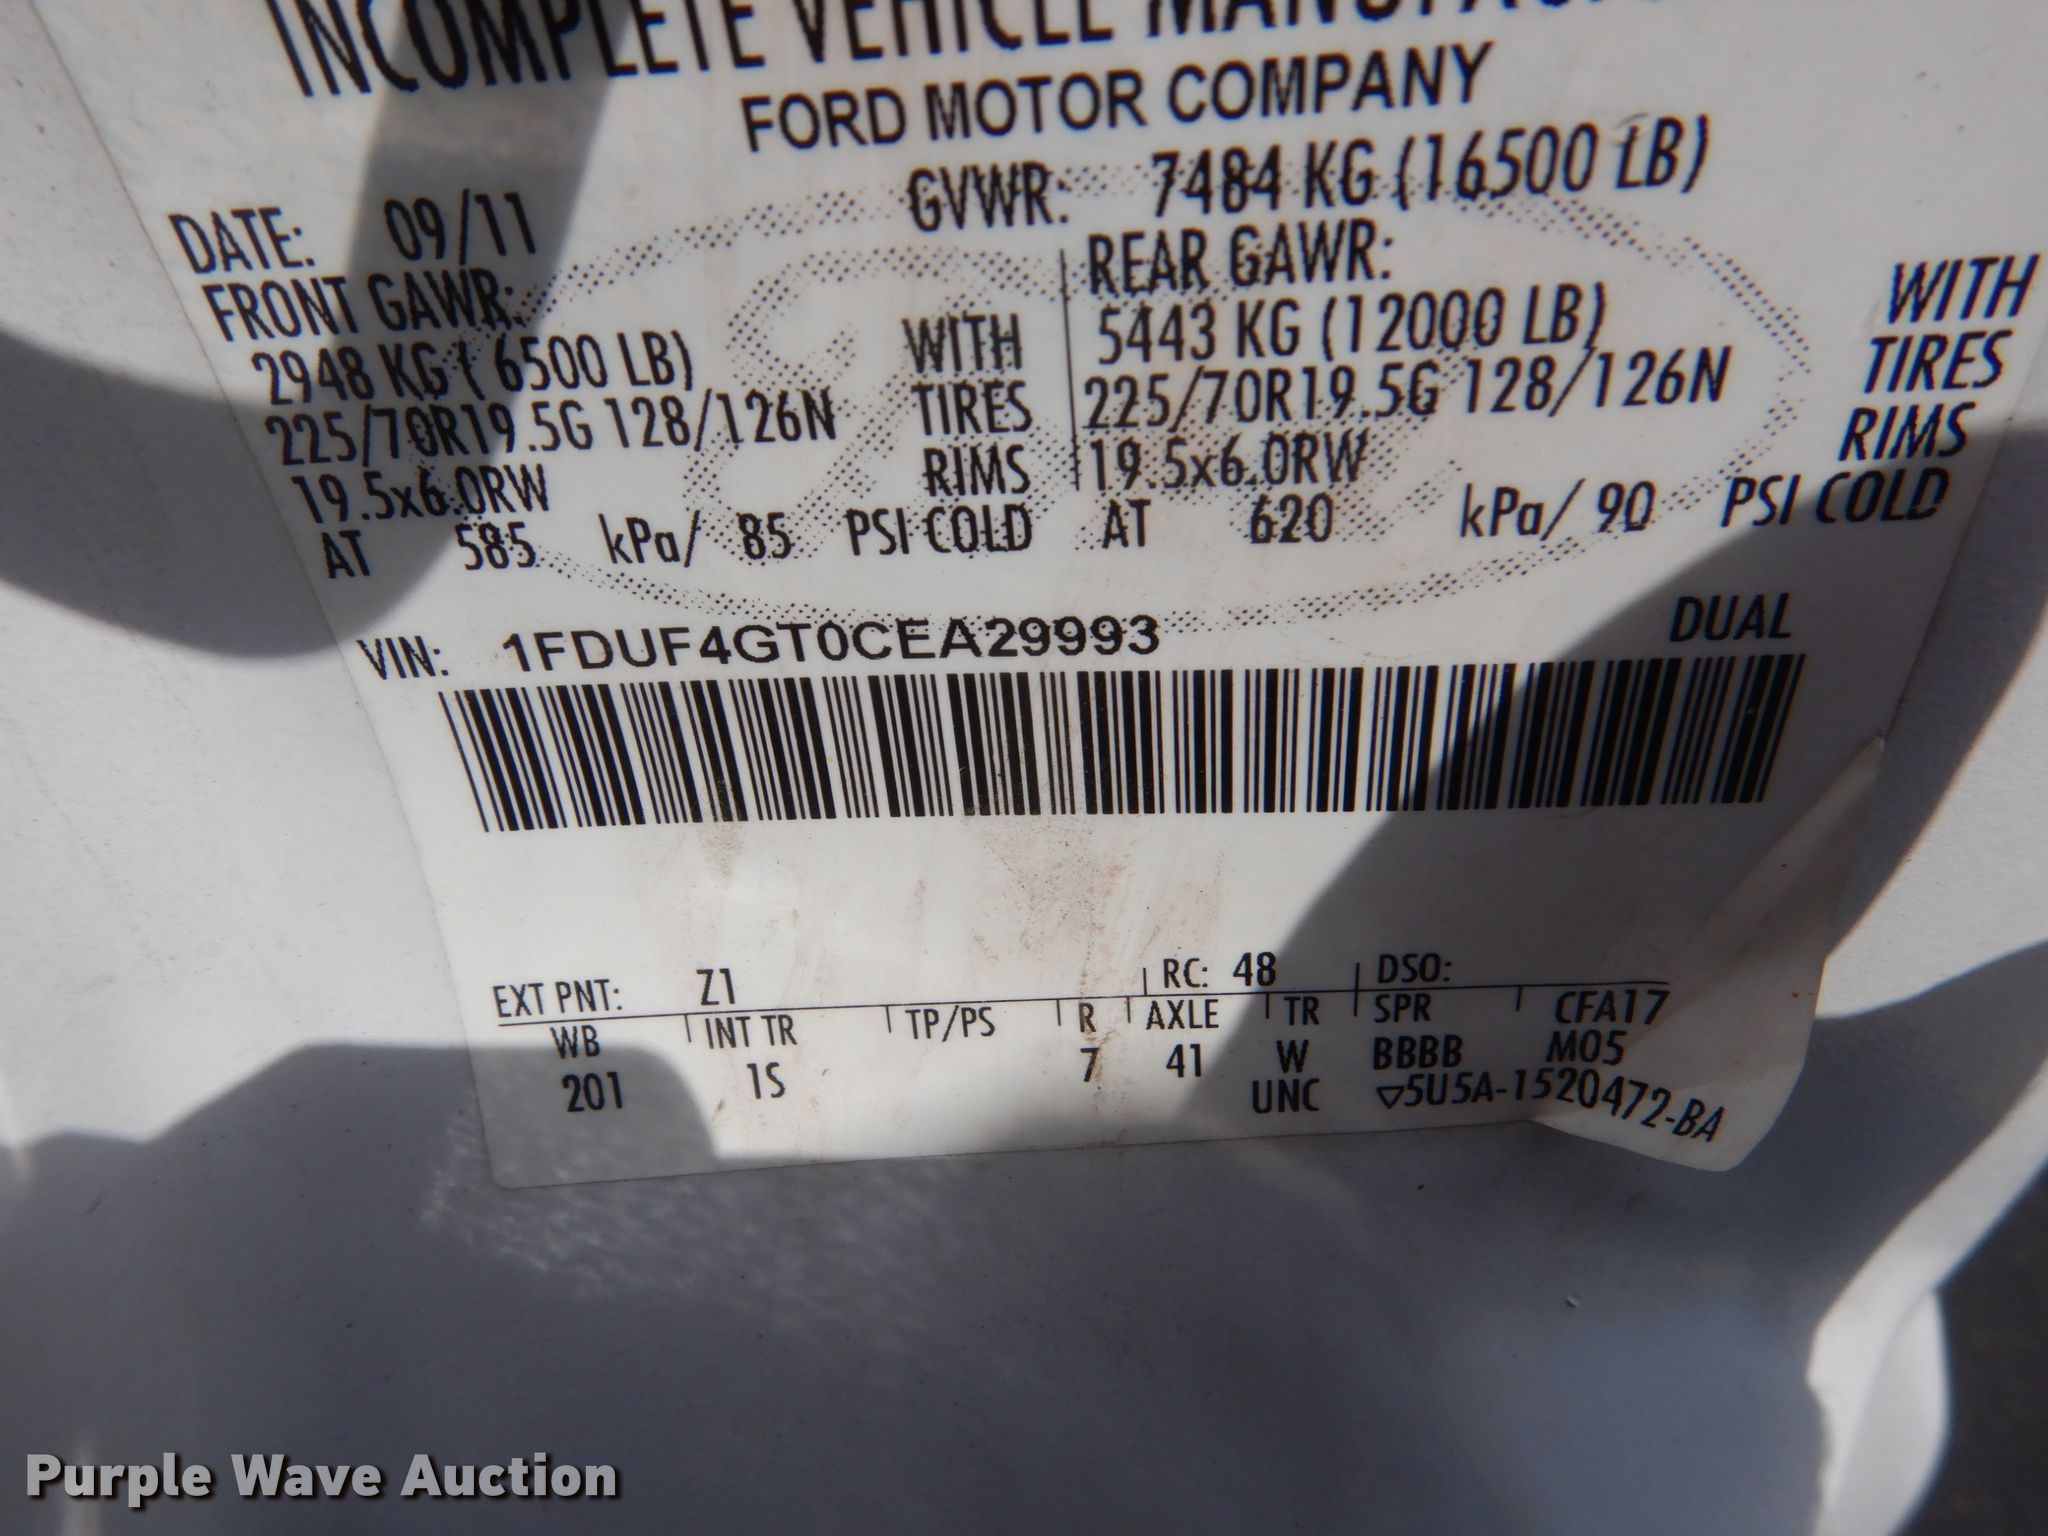 INCOMPLETE VEHICLE
FORD MOTOR COMPANY
DATE: 09/11 GVWR: 7484 KG (16500 LB)
FRONT GAWR: REAR GAWR:
2948 KG ( 6500 LB) WITH 5443 KG (12000 LB) WITH
225/70R19.5G 128/126N TIRES 225/70R19.5G 128/126N TIRES
19.5x6.0RW RIMS 19.5x6.0RW RIMS
AT 585 kPa/ 85 PSI COLD AT 620 kPa/ 90 PSI COLD
VIN: 1FDUF4GT0CEA29993 DUAL
EXT PNT: Z1 RC: 48 DSO:
WB INT TR TP/PS R AXLE TR SPR CFA17
201 1S 7 41 W BBBB M05
UNC ▽5U5A-1520472-BA
Purple Wave Auction